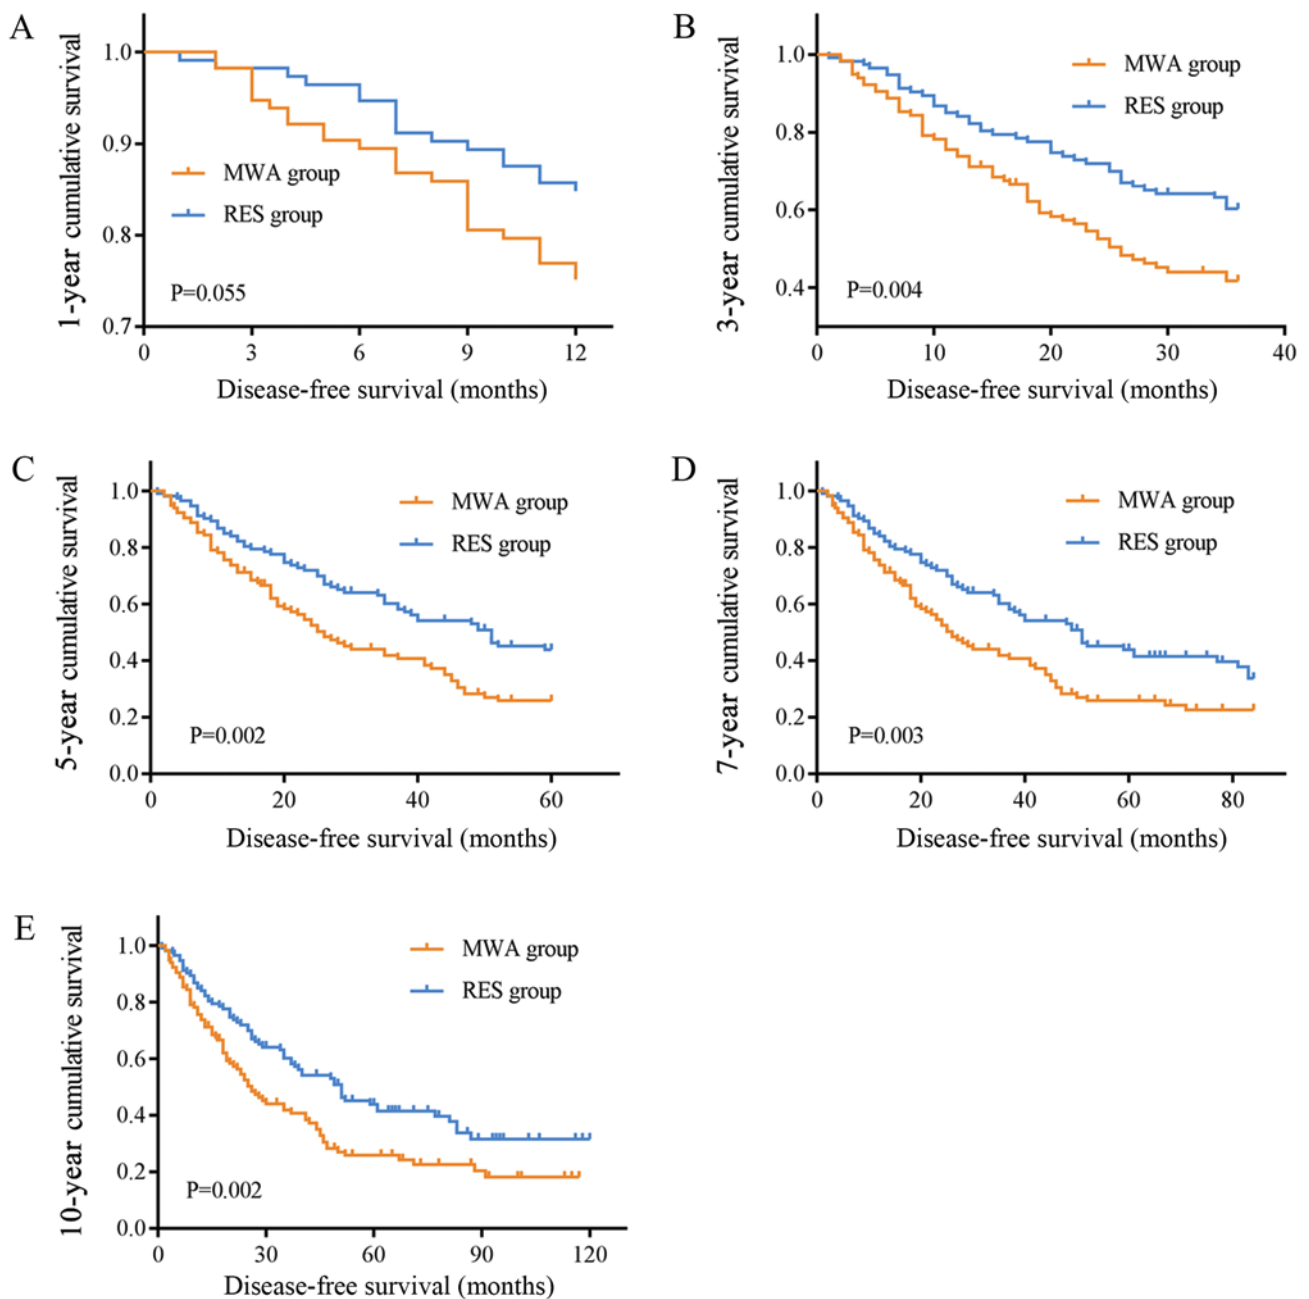 A
1-year cumulative survival
1.0
0.9
0.8
0.7
MWA group
RES group
P=0.055
0 3 6 9 12
Disease-free survival (months)
B
3-year cumulative survival
1.0
0.8
0.6
0.4
MWA group
RES group
P=0.004
0 10 20 30 40
Disease-free survival (months)
C
5-year cumulative survival
1.0
0.8
0.6
0.4
0.2
0.0
MWA group
RES group
P=0.002
0 20 40 60
Disease-free survival (months)
D
7-year cumulative survival
1.0
0.8
0.6
0.4
0.2
0.0
MWA group
RES group
P=0.003
0 20 40 60 80
Disease-free survival (months)
E
10-year cumulative survival
1.0
0.8
0.6
0.4
0.2
0.0
MWA group
RES group
P=0.002
0 30 60 90 120
Disease-free survival (months)